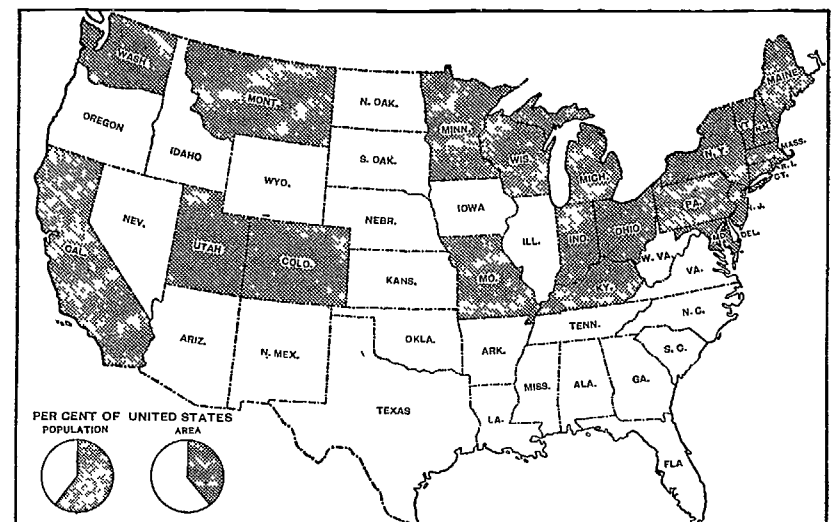 WASH.
MONT.
N. OAK.
MINN.
MAINE
OREGON
IDAHO
S. OAK.
WIS.
MICH.
N.Y.
VT.
N.H.
MASS.
R.I.
CT.
WYO.
IOWA
PA.
N.J.
NEV.
NEBR.
ILL.
IND.
OHIO
DEL.
MD.
CAL.
UTAH
COLO.
KANS.
MO.
KY.
W. VA.
VA.
ARIZ.
N. MEX.
OKLA.
ARK.
TENN.
N.C.
S.C.
TEXAS
LA.
MISS.
ALA.
GA.
FLA
PER CENT OF UNITED STATES
POPULATION
AREA